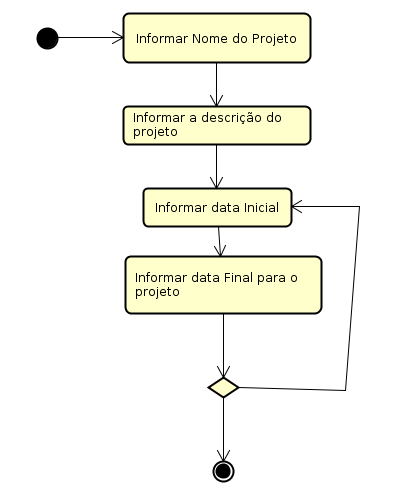 Informar Nome do Projeto
Informar a descrição do
projeto
Informar data Inicial
Informar data Final para o
projeto